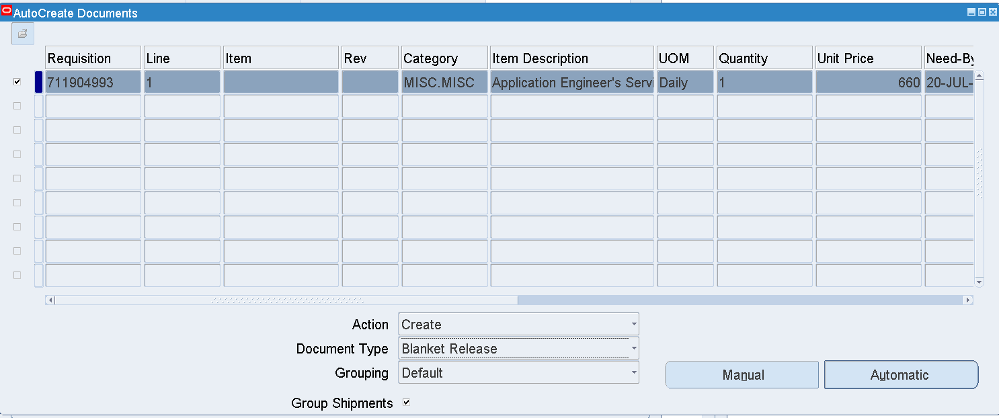 AutoCreate Documents
Requisition Line Item Rev Category Item Description UOM Quantity Unit Price Need-By
711904993 1 MISC.MISC Application Engineer's Servi Daily 1 660 20-JUL-
Action Create
Document Type Blanket Release
Grouping Default
Manual Automatic
Group Shipments